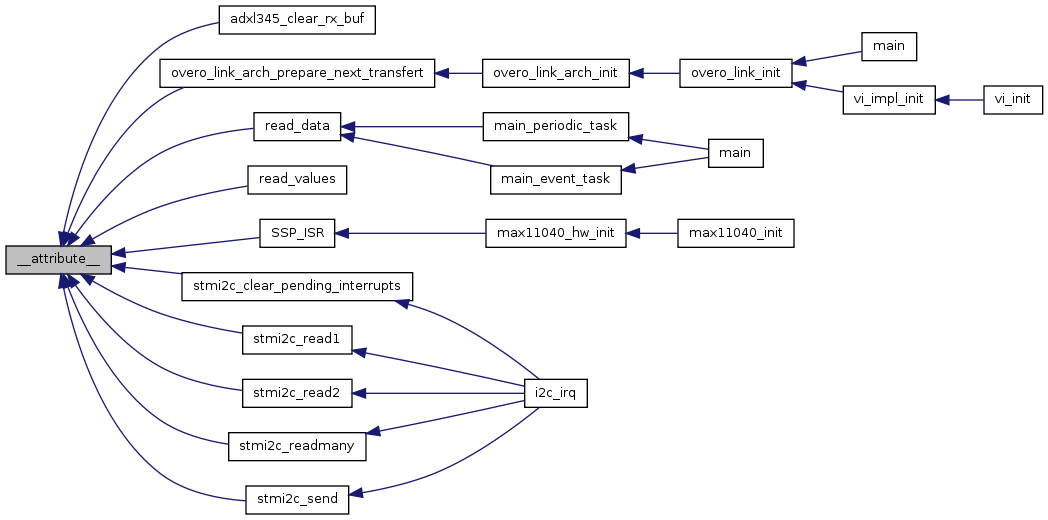 adxl345_clear_rx_buf
overo_link_arch_prepare_next_transfert
overo_link_arch_init
overo_link_init
main
vi_impl_init
vi_init
read_data
main_periodic_task
main_event_task
main
read_values
SSP_ISR
max11040_hw_init
max11040_init
__attribute__
stmi2c_clear_pending_interrupts
stmi2c_read1
stmi2c_read2
i2c_irq
stmi2c_readmany
stmi2c_send